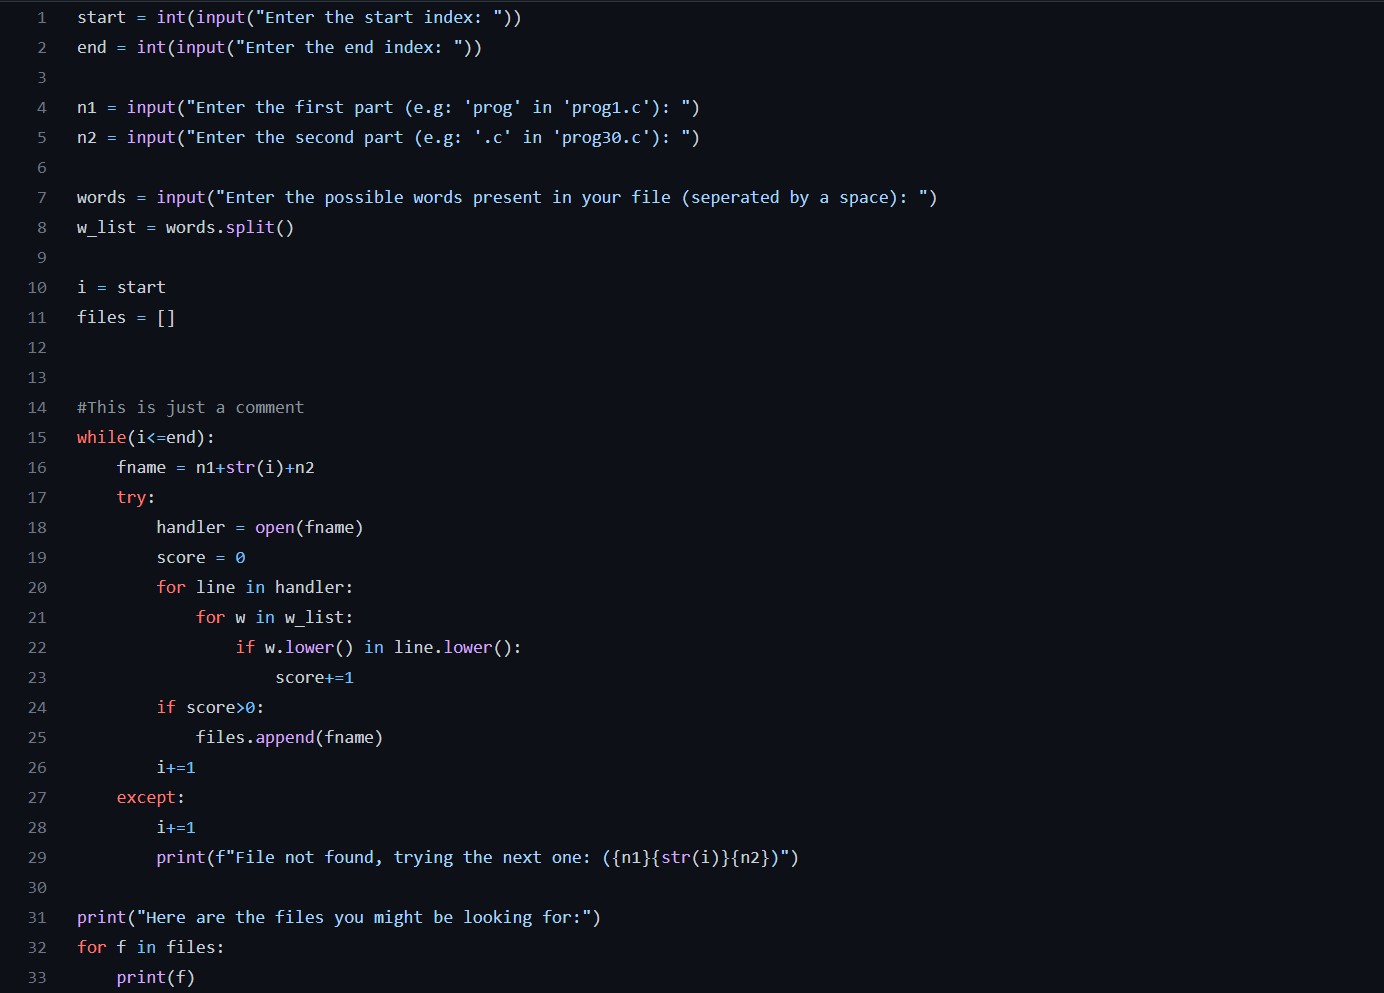 1 start = int(input("Enter the start index: "))
2 end = int(input("Enter the end index: "))
3
4 n1 = input("Enter the first part (e.g: 'prog' in 'prog1.c'): ")
5 n2 = input("Enter the second part (e.g: '.c' in 'prog30.c'): ")
6
7 words = input("Enter the possible words present in your file (seperated by a space): ")
8 w_list = words.split()
9
10 i = start
11 files = []
12
13
14 #This is just a comment
15 while(i<=end):
16     fname = n1+str(i)+n2
17     try:
18         handler = open(fname)
19         score = 0
20         for line in handler:
21             for w in w_list:
22                 if w.lower() in line.lower():
23                     score+=1
24         if score>0:
25             files.append(fname)
26         i+=1
27     except:
28         i+=1
29         print(f"File not found, trying the next one: ({n1}{str(i)}{n2})")
30
31 print("Here are the files you might be looking for:")
32 for f in files:
33     print(f)